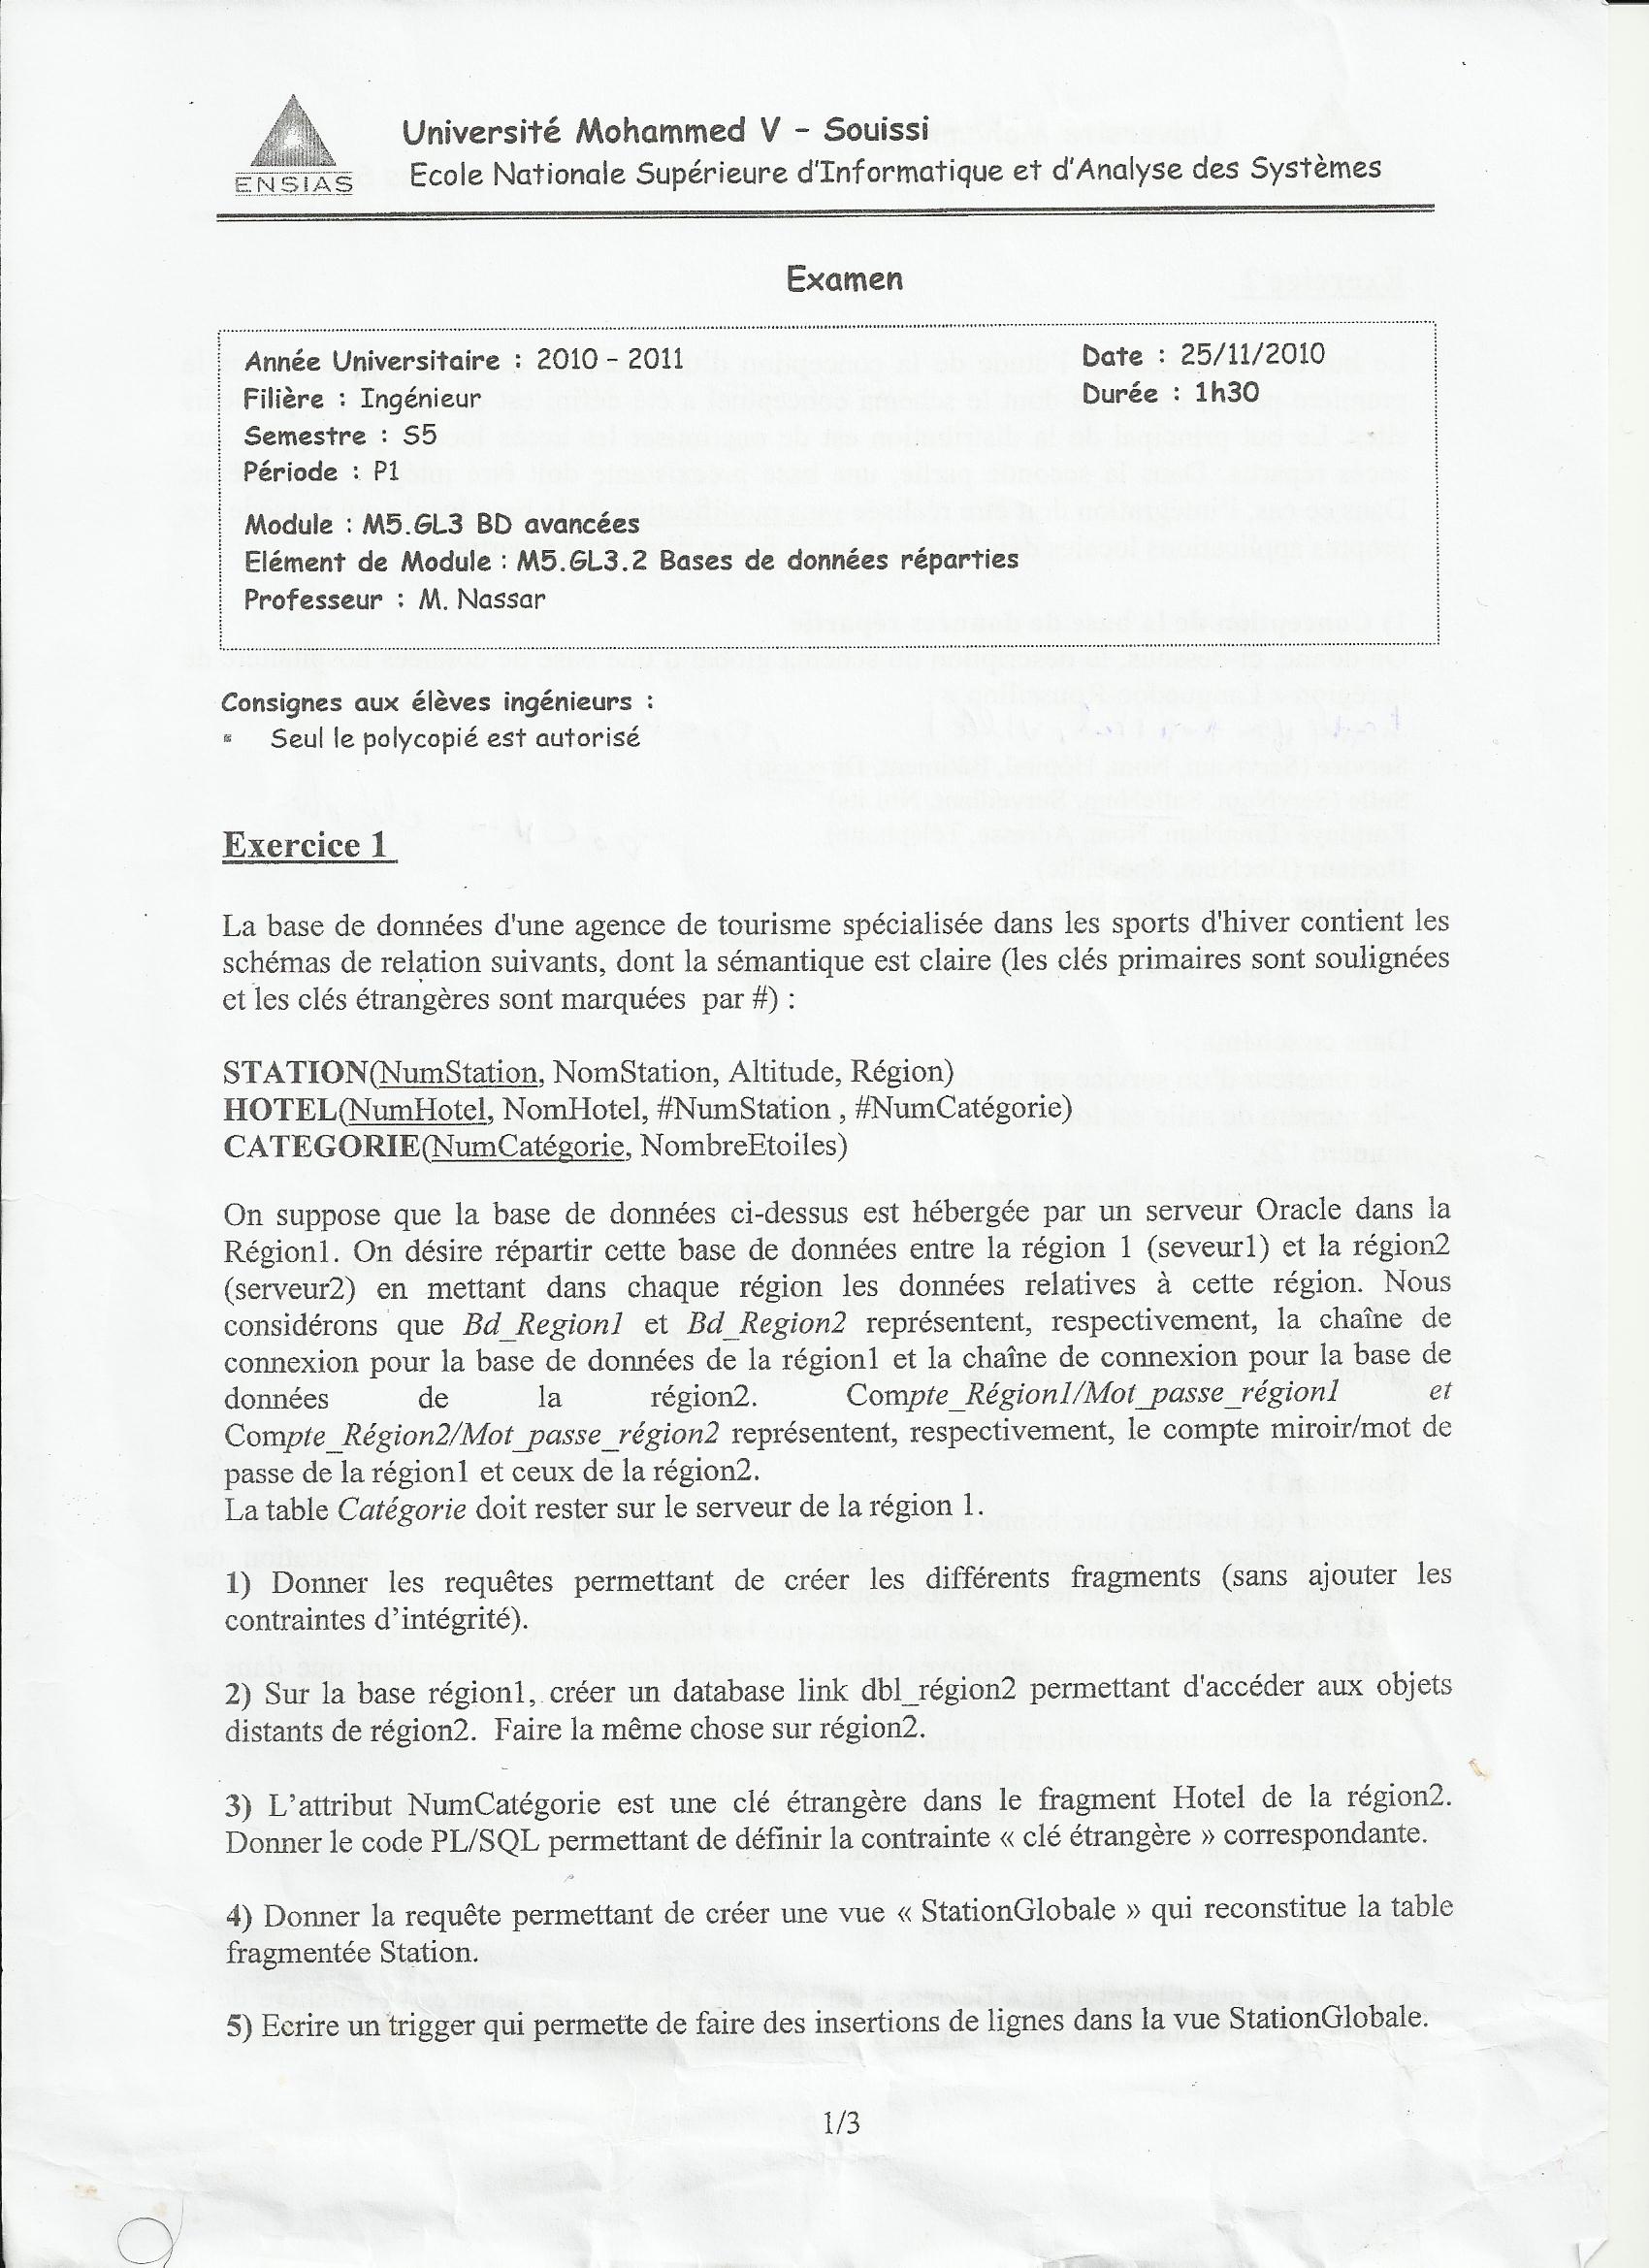 ENSIAS
Université Mohammed V - Souissi
Ecole Nationale Supérieure d'Informatique et d'Analyse des Systèmes
Examen
Année Universitaire : 2010 - 2011
Date : 25/11/2010
Filière : Ingénieur
Durée : 1h30
Semestre : S5
Période : P1
Module : M5.GL3 BD avancées
Elément de Module : M5.GL3.2 Bases de données réparties
Professeur : M. Nassar
Consignes aux élèves ingénieurs :
Seul le polycopié est autorisé
Exercice 1
La base de données d'une agence de tourisme spécialisée dans les sports d'hiver contient les
schémas de relation suivants, dont la sémantique est claire (les clés primaires sont soulignées
et les clés étrangères sont marquées par #) :
STATION(NumStation, NomStation, Altitude, Région)
HOTEL(NumHotel, NomHotel, #NumStation , #NumCatégorie)
CATEGORIE(NumCatégorie, NombreEtoiles)
On suppose que la base de données ci-dessus est hébergée par un serveur Oracle dans la
Région1. On désire répartir cette base de données entre la région 1 (seveur1) et la région2
(serveur2) en mettant dans chaque région les données relatives à cette région. Nous
considérons que Bd_Region1 et Bd_Region2 représentent, respectivement, la chaîne de
connexion pour la base de données de la région1 et la chaîne de connexion pour la base de
données de la région2. Compte_Région1/Mot_passe_région1 et
Compte_Région2/Mot_passe_région2 représentent, respectivement, le compte miroir/mot de
passe de la région1 et ceux de la région2.
La table Catégorie doit rester sur le serveur de la région 1.
1) Donner les requêtes permettant de créer les différents fragments (sans ajouter les
contraintes d'intégrité).
2) Sur la base région1, créer un database link dbl_région2 permettant d'accéder aux objets
distants de région2. Faire la même chose sur région2.
3) L'attribut NumCatégorie est une clé étrangère dans le fragment Hotel de la région2.
Donner le code PL/SQL permettant de définir la contrainte « clé étrangère » correspondante.
4) Donner la requête permettant de créer une vue « StationGlobale » qui reconstitue la table
fragmentée Station.
5) Ecrire un trigger qui permette de faire des insertions de lignes dans la vue StationGlobale.
1/3